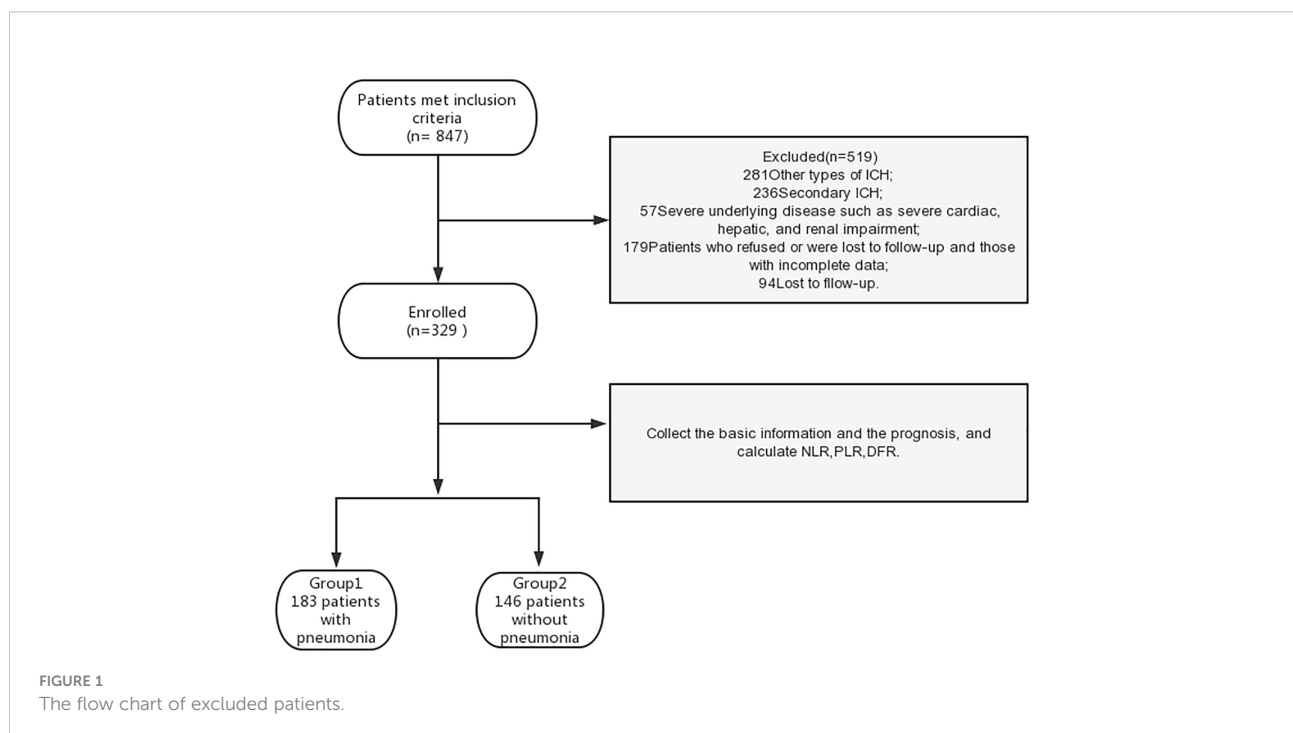 Patients met inclusion
criteria
(n= 847)
Excluded(n=519)
281Other types of ICH;
236Secondary ICH;
57Severe underlying disease such as severe cardiac,
hepatic, and renal impairment;
179Patients who refused or were lost to follow-up and those
with incomplete data;
94Lost to fllow-up.
Enrolled
(n=329 )
Collect the basic information and the prognosis, and
calculate NLR,PLR,DFR.
Group1
183 patients
with
pneumonia
Group2
146 patients
without
pneumonia
FIGURE 1
The flow chart of excluded patients.